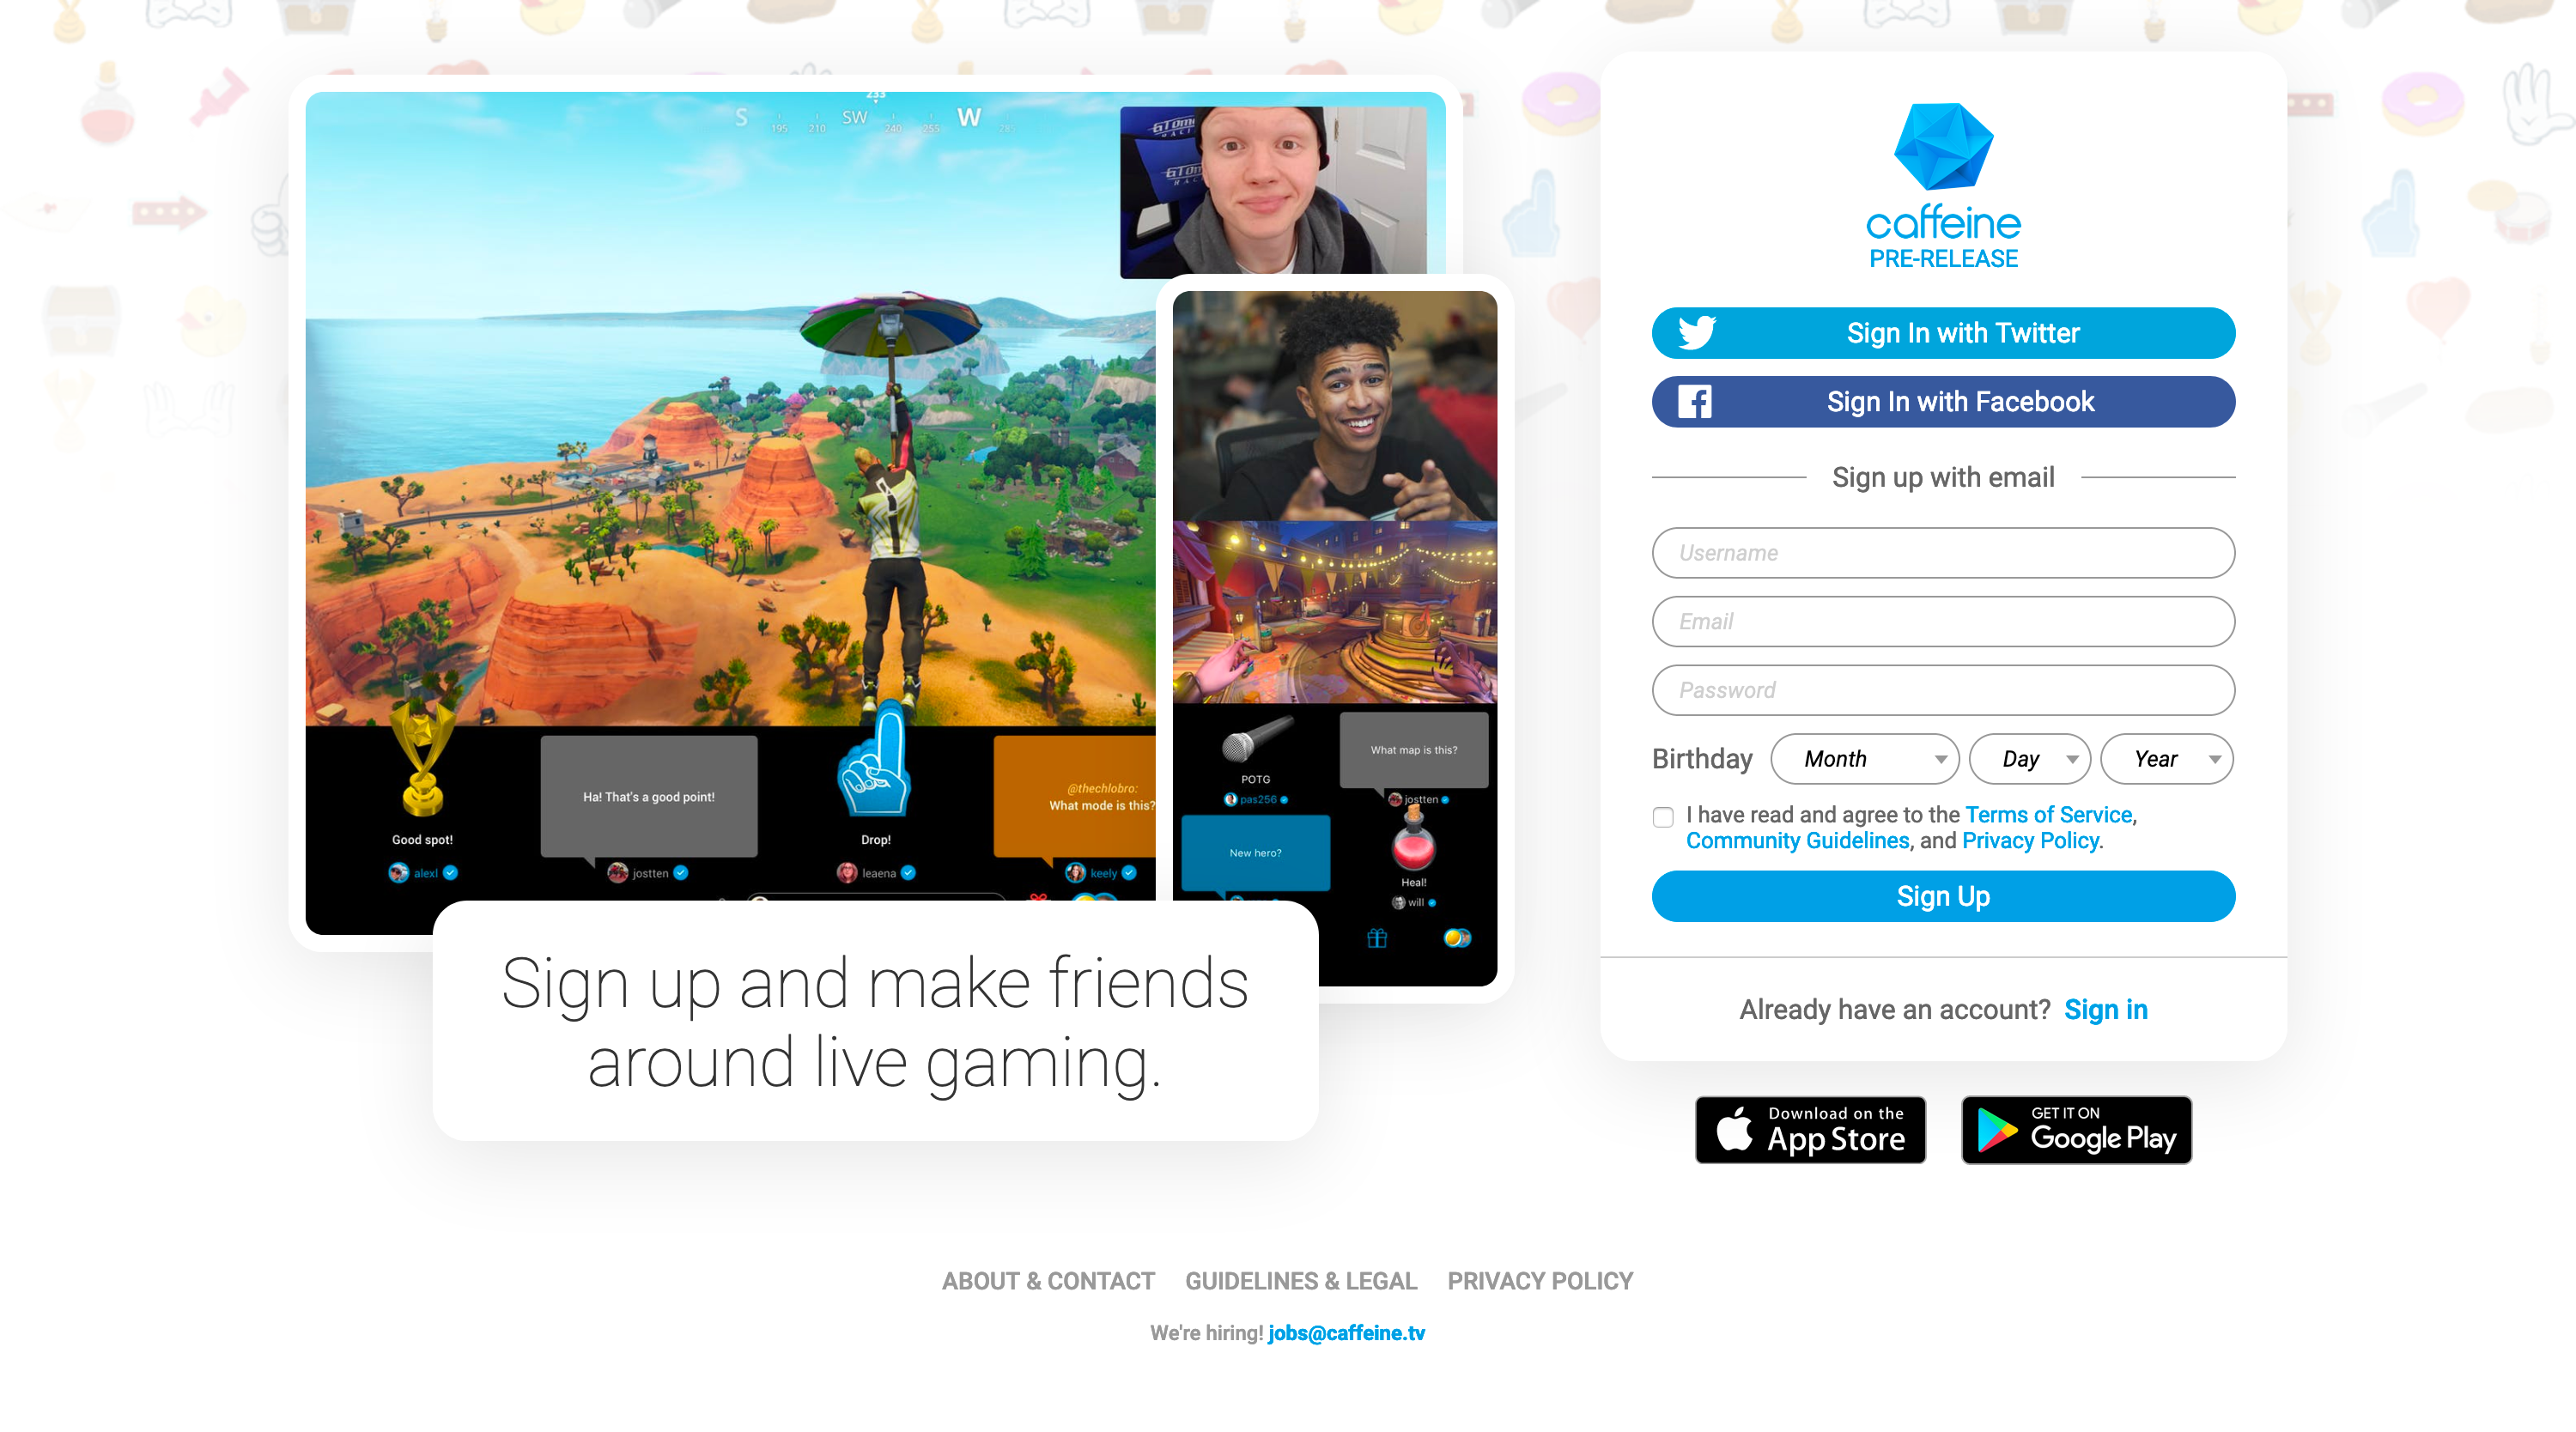 233
S SW W
195 210 240 255 285
GTOmega
RACING
Ha! That's a good point!
@thechlobro:
What mode is this?
Good spot!
Drop!
alexl
jostten
leaena
keely
What map is this?
POTG
pas256
jostten
New hero?
Heal!
will
Sign up and make friends
around live gaming.
caffeine
PRE-RELEASE
Sign In with Twitter
Sign In with Facebook
Sign up with email
Username
Email
Password
Birthday Month Day Year
I have read and agree to the Terms of Service,
Community Guidelines, and Privacy Policy.
Sign Up
Already have an account? Sign in
Download on the
App Store
GET IT ON
Google Play
ABOUT & CONTACT GUIDELINES & LEGAL PRIVACY POLICY
We're hiring! jobs@caffeine.tv